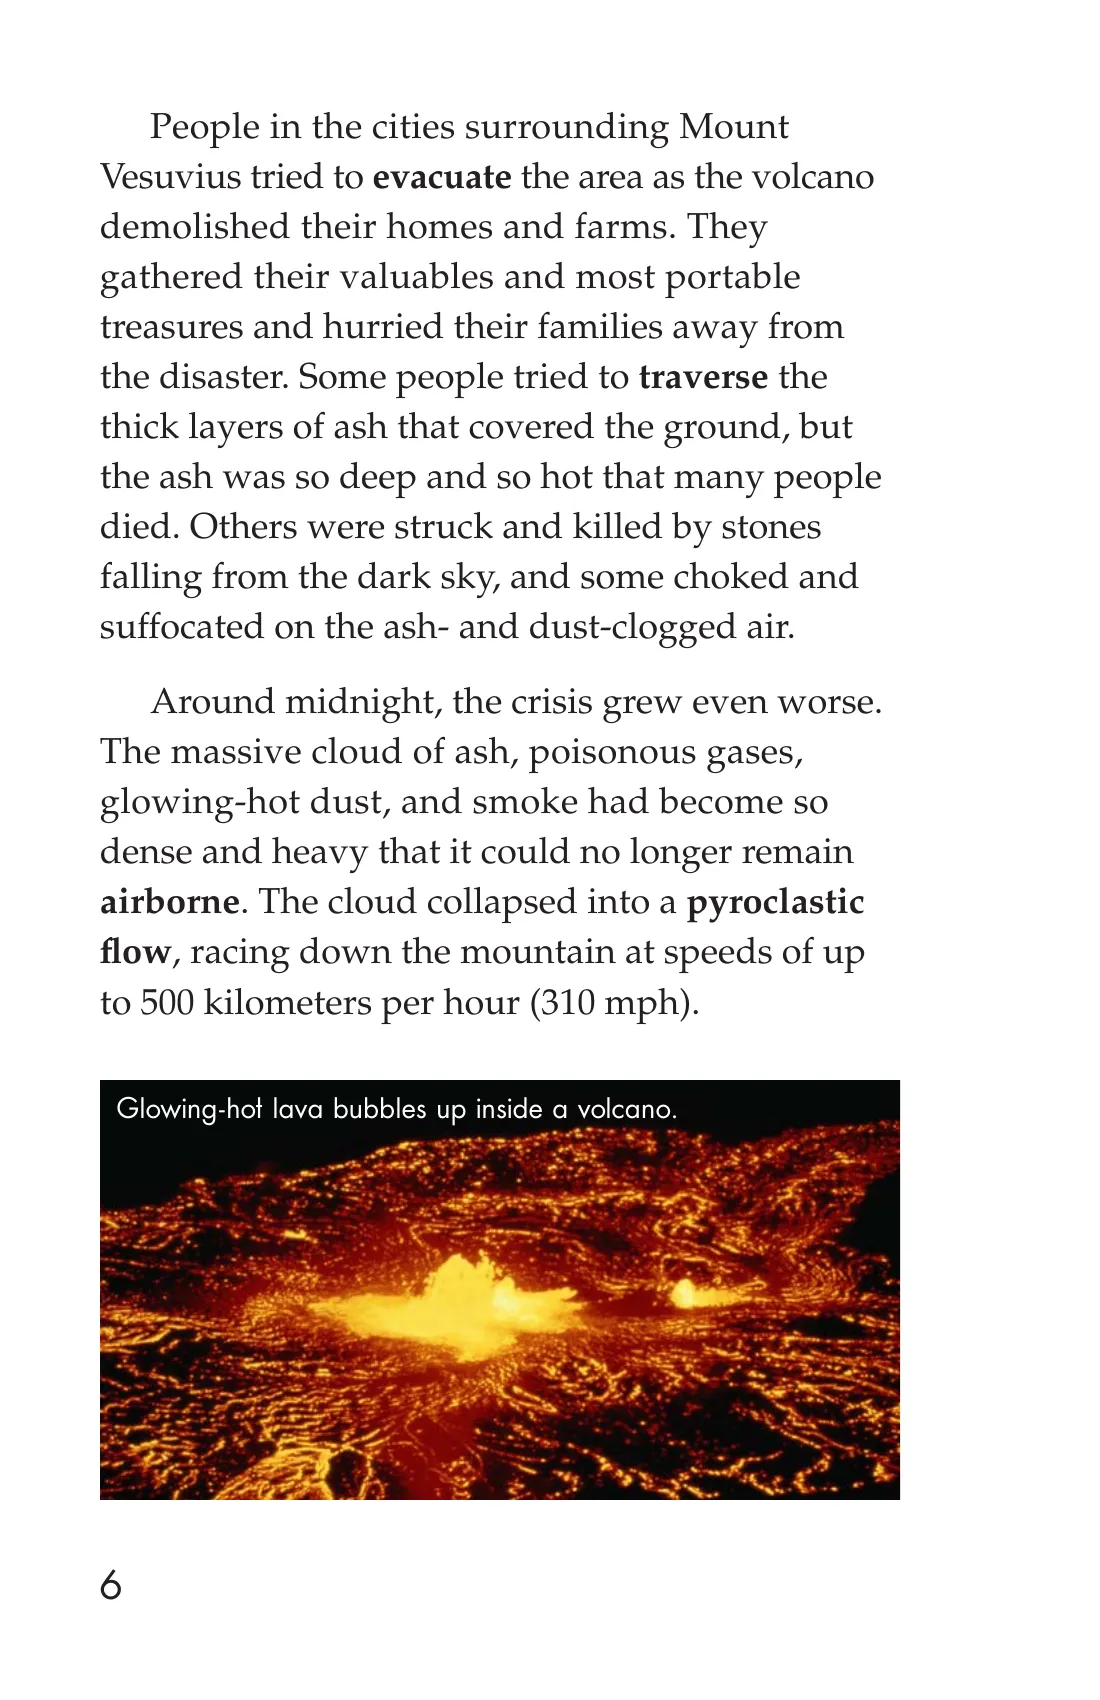 People in the cities surrounding Mount
Vesuvius tried to evacuate the area as the volcano
demolished their homes and farms. They
gathered their valuables and most portable
treasures and hurried their families away from
the disaster. Some people tried to traverse the
thick layers of ash that covered the ground, but
the ash was so deep and so hot that many people
died. Others were struck and killed by stones
falling from the dark sky, and some choked and
suffocated on the ash- and dust-clogged air.
Around midnight, the crisis grew even worse.
The massive cloud of ash, poisonous gases,
glowing-hot dust, and smoke had become so
dense and heavy that it could no longer remain
airborne. The cloud collapsed into a pyroclastic
flow, racing down the mountain at speeds of up
to 500 kilometers per hour (310 mph).
Glowing-hot lava bubbles up inside a volcano.
6